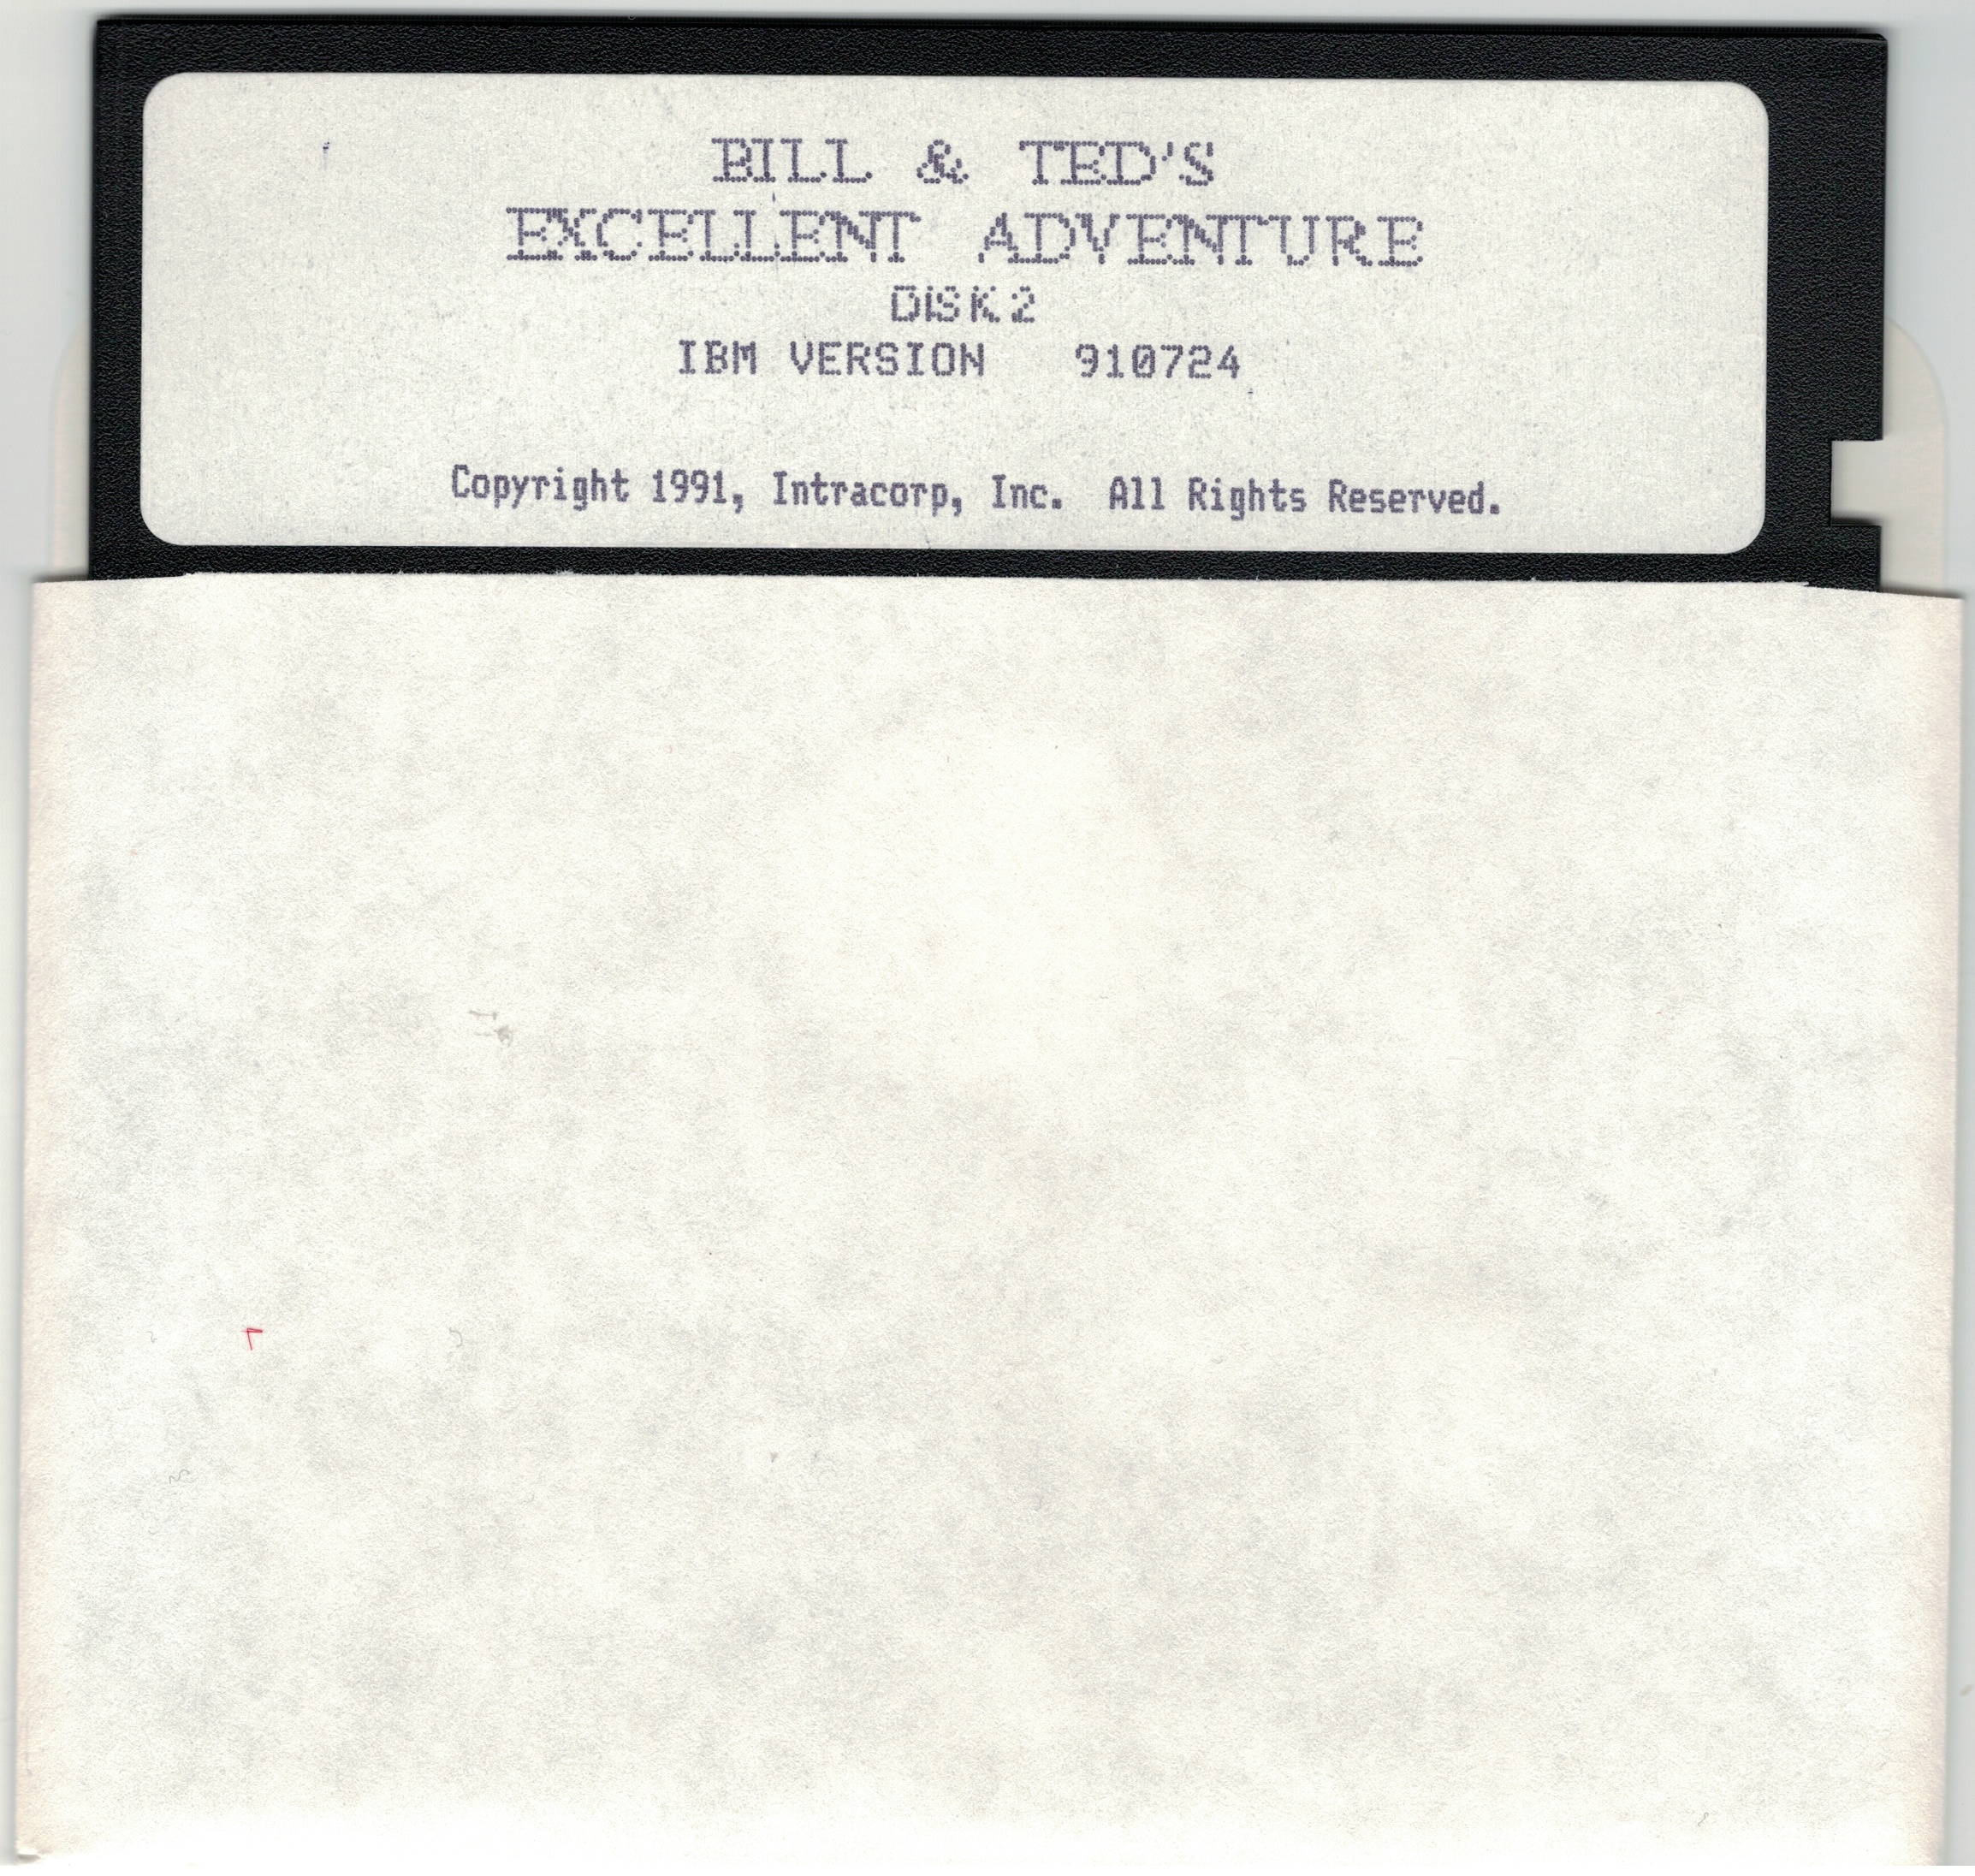 BILL & TED'S
EXCELLENT ADVENTURE
DISK 2
IBM VERSION 910724
Copyright 1991, Intracorp, Inc. All Rights Reserved.